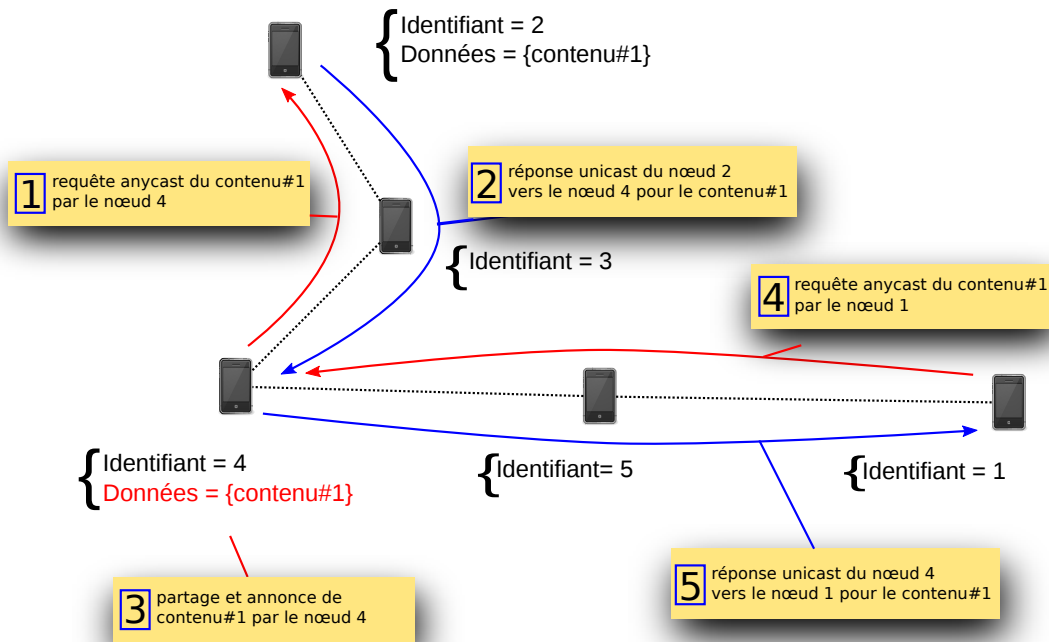 Identifiant = 2
Données = {contenu#1}
1 requête anycast du contenu#1
par le nœud 4
2 réponse unicast du nœud 2
vers le nœud 4 pour le contenu#1
Identifiant = 3
4 requête anycast du contenu#1
par le nœud 1
Identifiant = 4
Données = {contenu#1}
Identifiant= 5
Identifiant = 1
3 partage et annonce de
contenu#1 par le nœud 4
5 réponse unicast du nœud 4
vers le nœud 1 pour le contenu#1